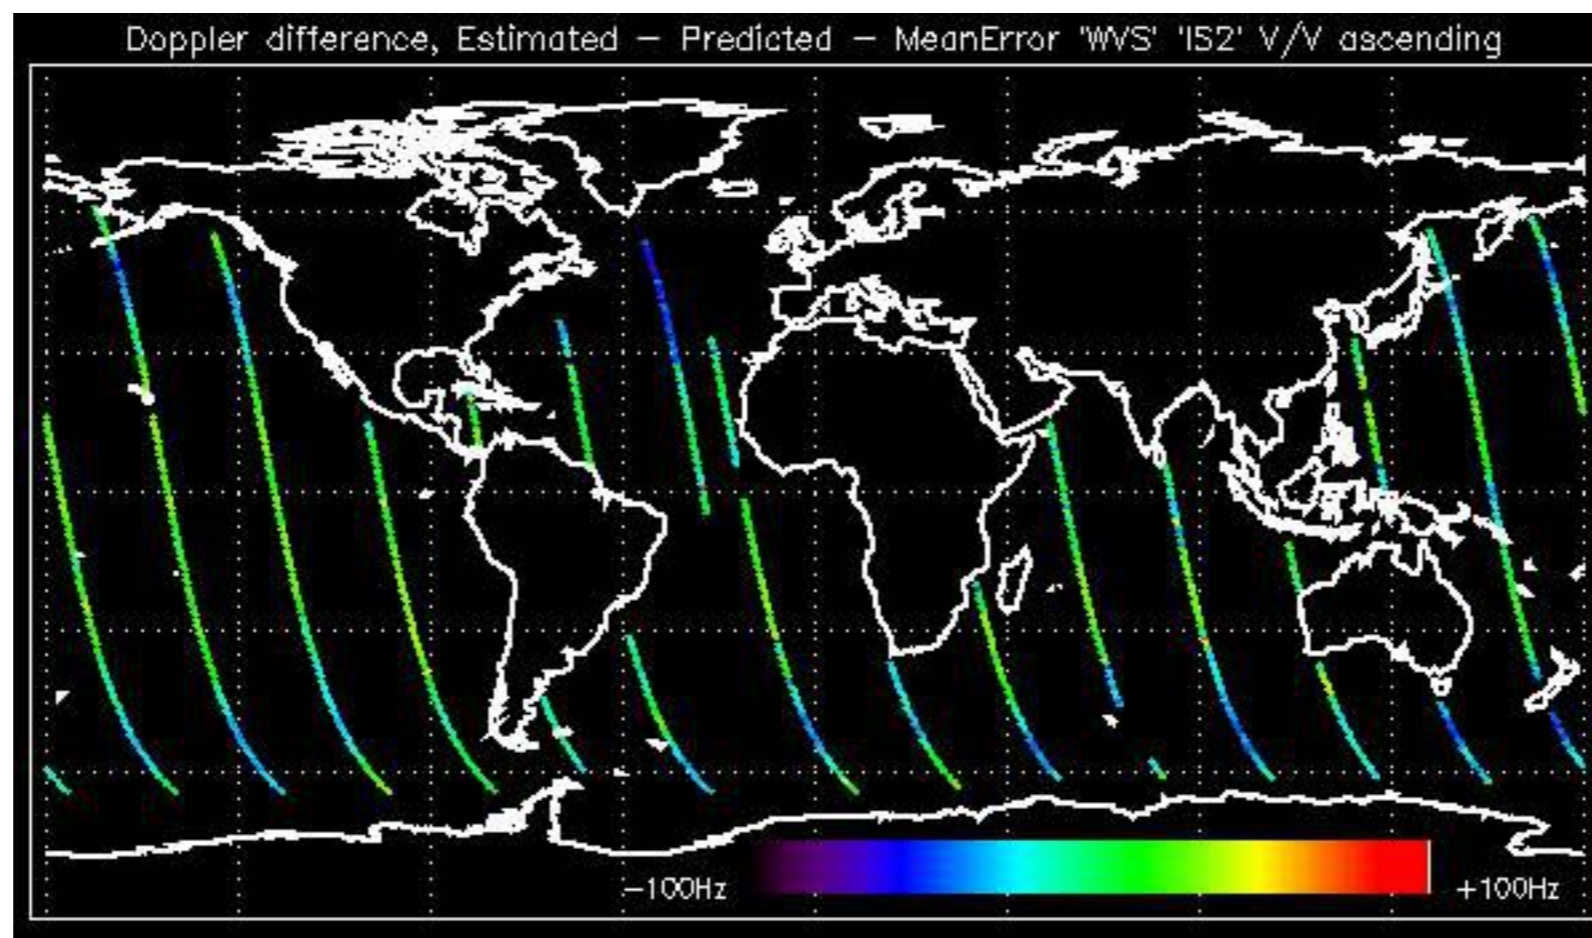 Doppler difference, Estimated − Predicted − MeanError 'WVS' 'IS2' V/V ascending
−100Hz
+100Hz